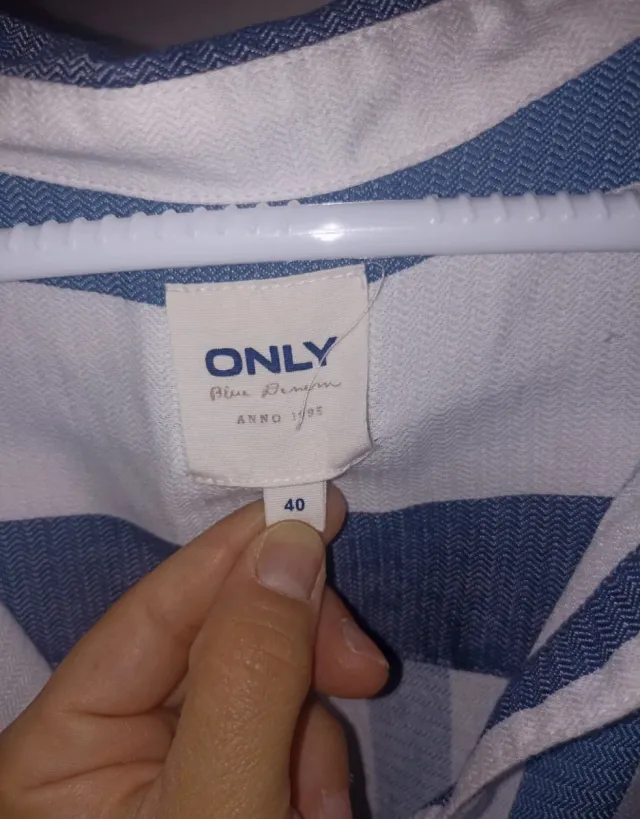 ONLY
Blue Denim
ANNO 1995
40